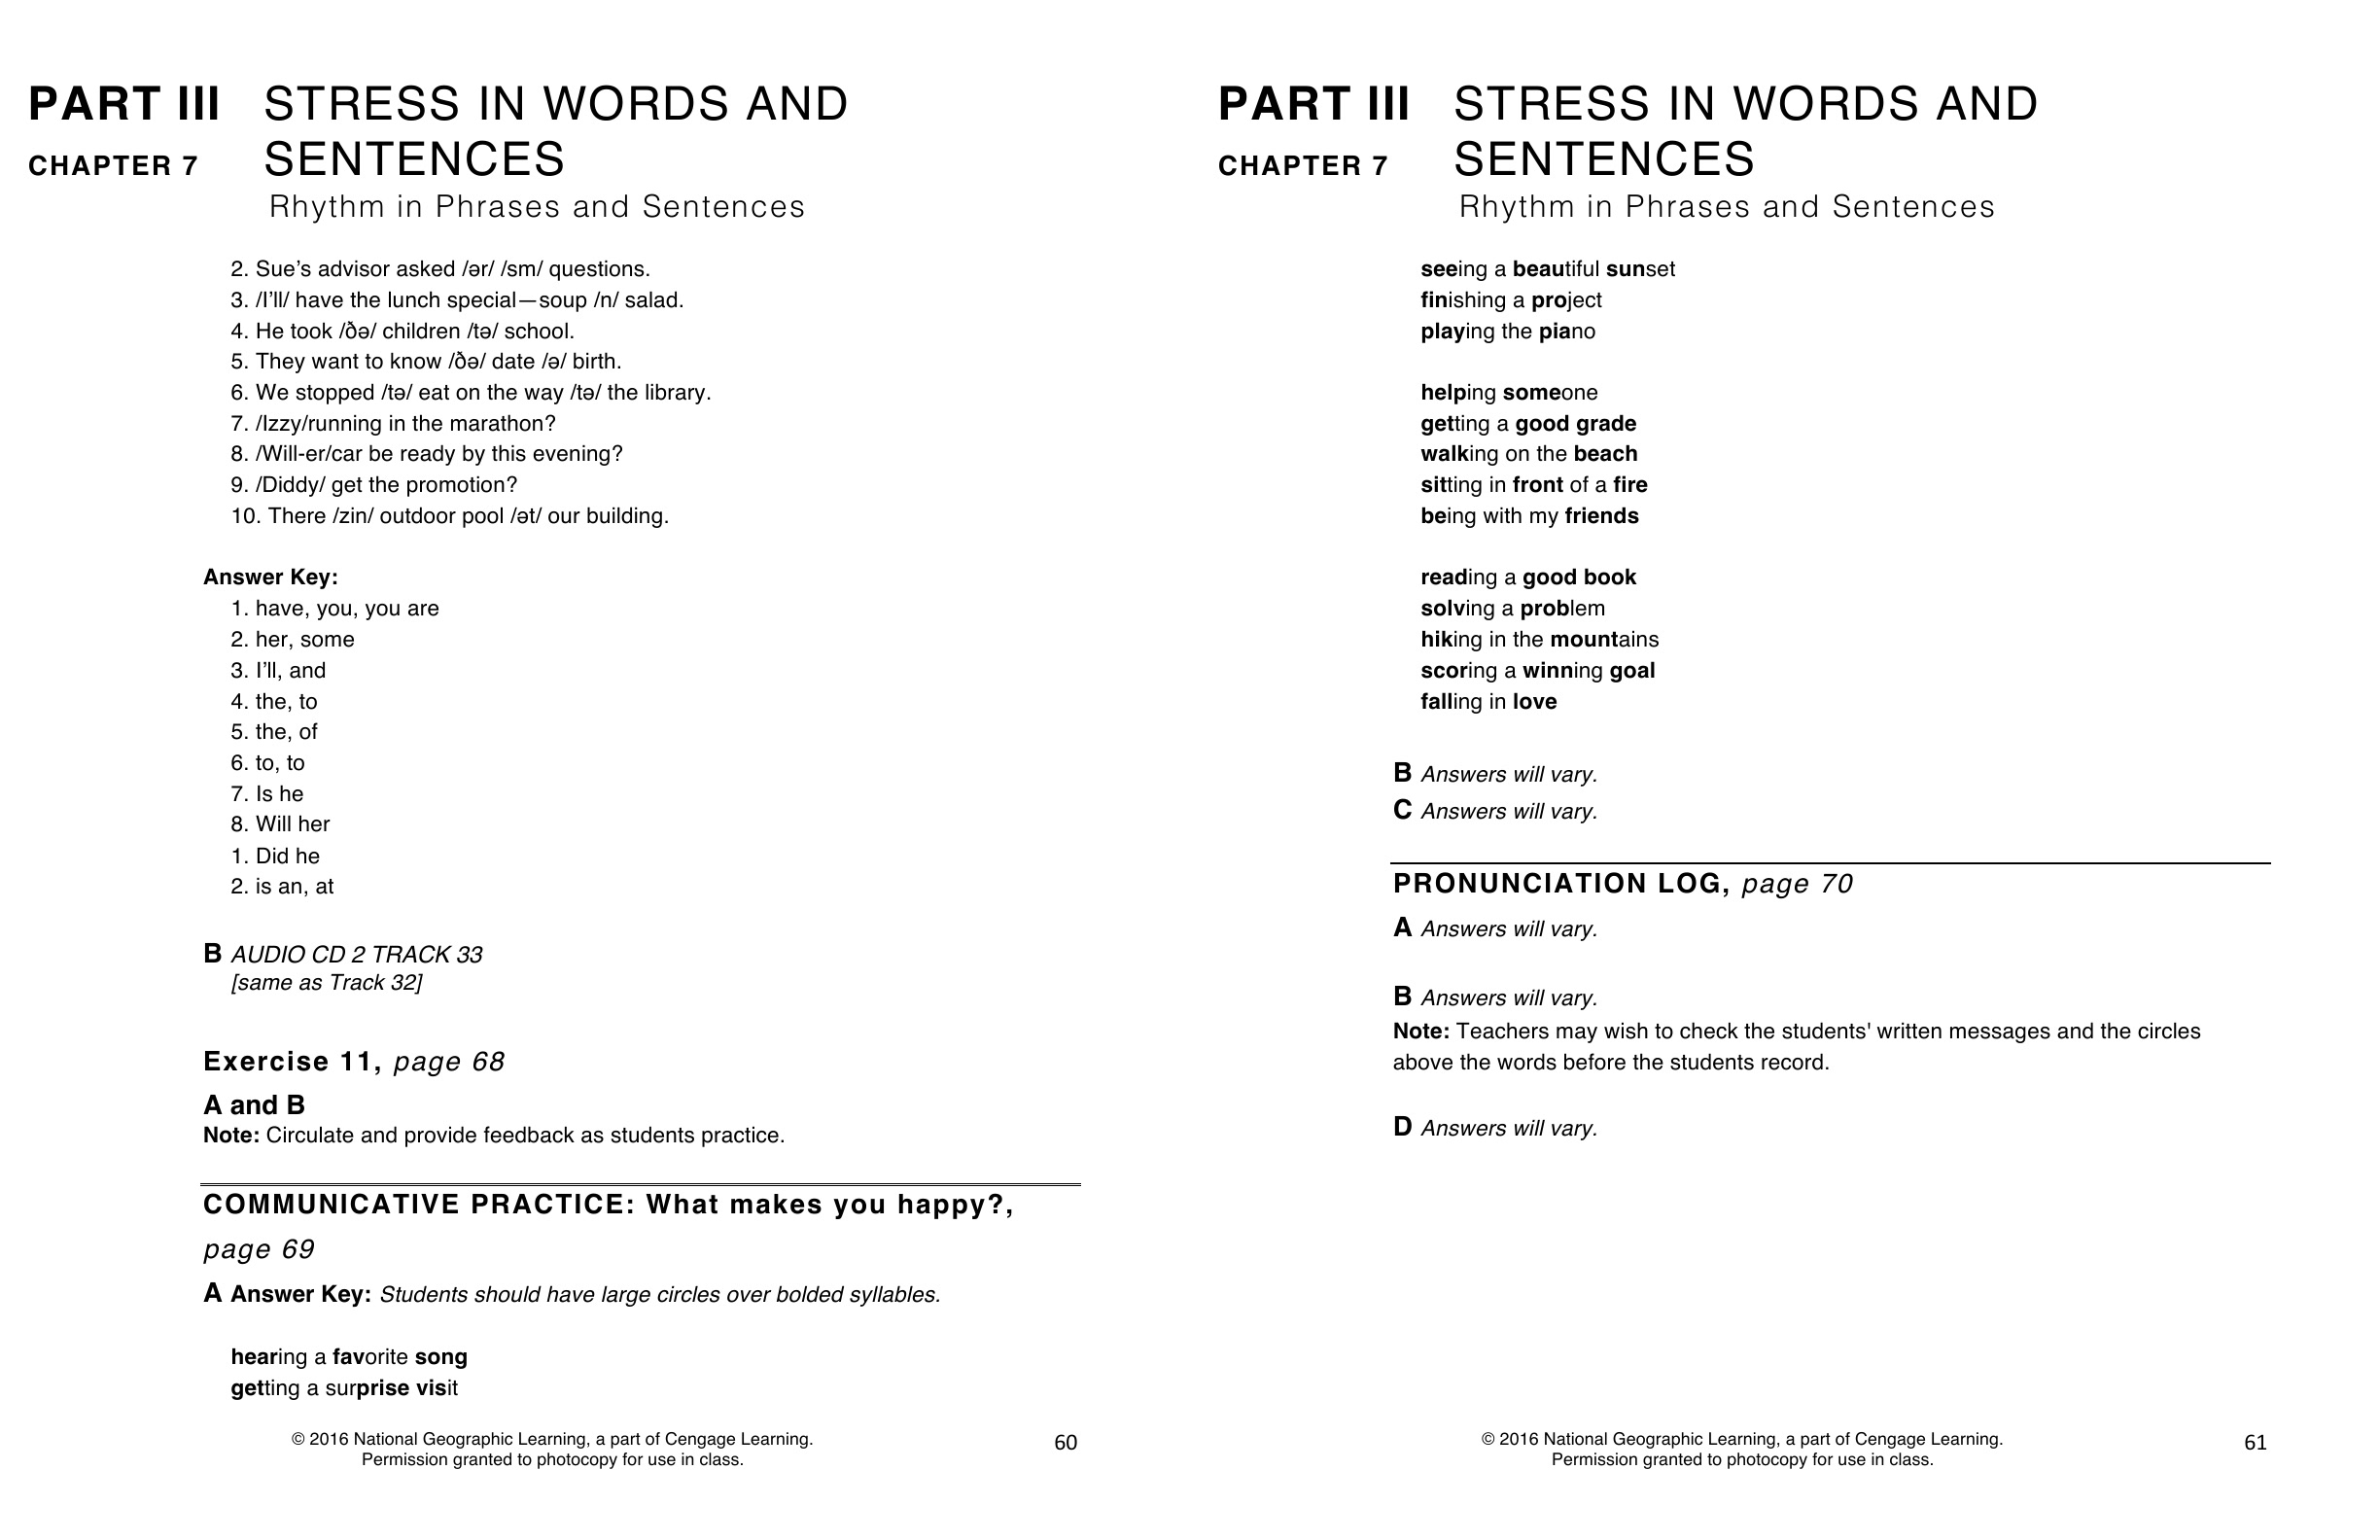 PART III STRESS IN WORDS AND
CHAPTER 7 SENTENCES
Rhythm in Phrases and Sentences
2. Sue’s advisor asked /ər/ /sm/ questions.
3. /I’ll/ have the lunch special—soup /n/ salad.
4. He took /ðə/ children /tə/ school.
5. They want to know /ðə/ date /ə/ birth.
6. We stopped /tə/ eat on the way /tə/ the library.
7. /Izzy/running in the marathon?
8. /Will-er/car be ready by this evening?
9. /Diddy/ get the promotion?
10. There /zin/ outdoor pool /ət/ our building.
Answer Key:
1. have, you, you are
2. her, some
3. I’ll, and
4. the, to
5. the, of
6. to, to
7. Is he
8. Will her
1. Did he
2. is an, at
B AUDIO CD 2 TRACK 33
[same as Track 32]
Exercise 11, page 68
A and B
Note: Circulate and provide feedback as students practice.
COMMUNICATIVE PRACTICE: What makes you happy?,
page 69
A Answer Key: Students should have large circles over bolded syllables.
hearing a favorite song
getting a surprise visit
© 2016 National Geographic Learning, a part of Cengage Learning.
Permission granted to photocopy for use in class.
60
PART III STRESS IN WORDS AND
CHAPTER 7 SENTENCES
Rhythm in Phrases and Sentences
seeing a beautiful sunset
finishing a project
playing the piano
helping someone
getting a good grade
walking on the beach
sitting in front of a fire
being with my friends
reading a good book
solving a problem
hiking in the mountains
scoring a winning goal
falling in love
B Answers will vary.
C Answers will vary.
PRONUNCIATION LOG, page 70
A Answers will vary.
B Answers will vary.
Note: Teachers may wish to check the students' written messages and the circles
above the words before the students record.
D Answers will vary.
© 2016 National Geographic Learning, a part of Cengage Learning.
Permission granted to photocopy for use in class.
61